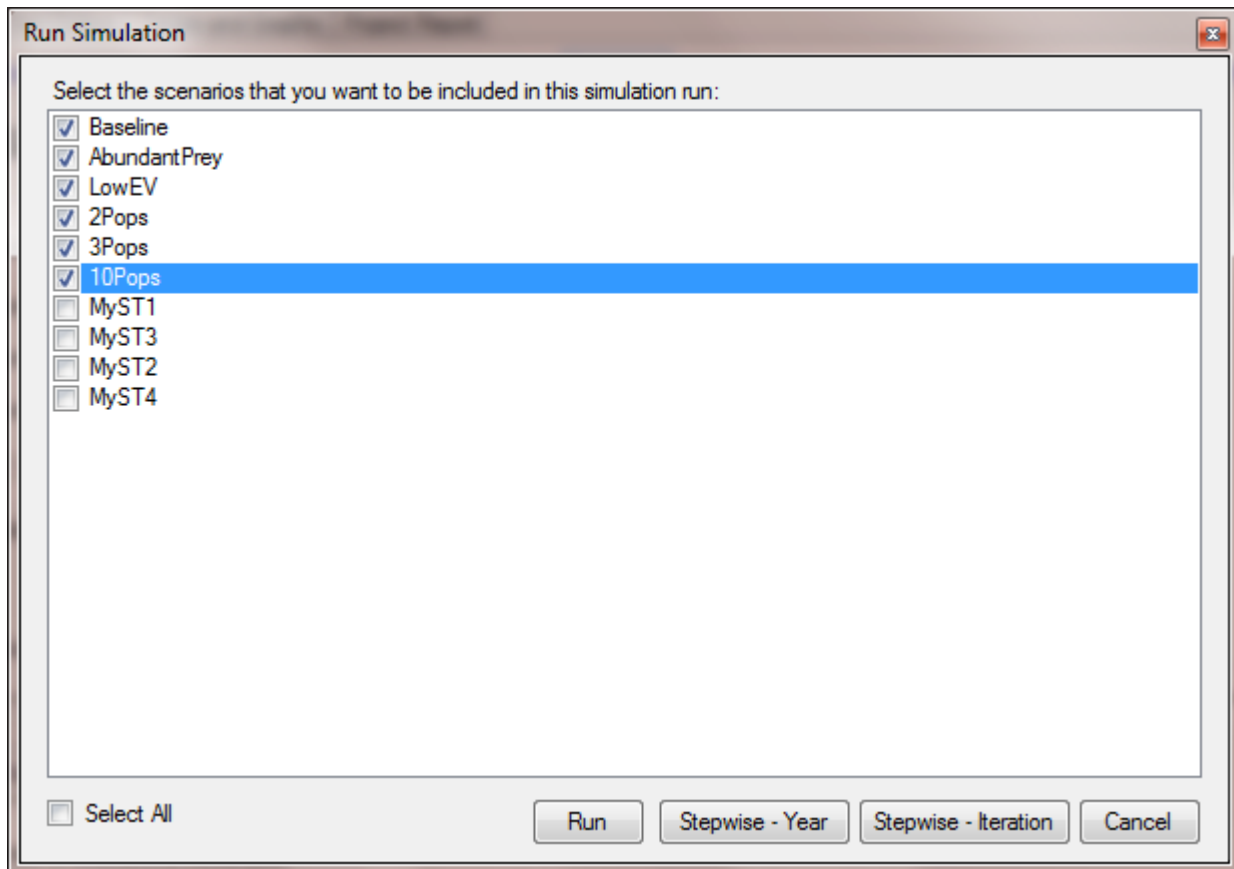 Run Simulation
Select the scenarios that you want to be included in this simulation run:
Baseline
AbundantPrey
LowEV
2Pops
3Pops
10Pops
MyST1
MyST3
MyST2
MyST4
Select All Run Stepwise - Year Stepwise - Iteration Cancel